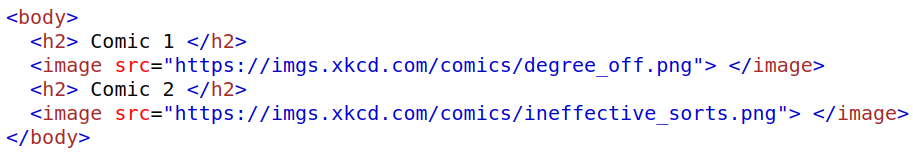 <body>
<h2> Comic 1 </h2>
<image src="https://imgs.xkcd.com/comics/degree_off.png"> </image>
<h2> Comic 2 </h2>
<image src="https://imgs.xkcd.com/comics/ineffective_sorts.png"> </image>
</body>